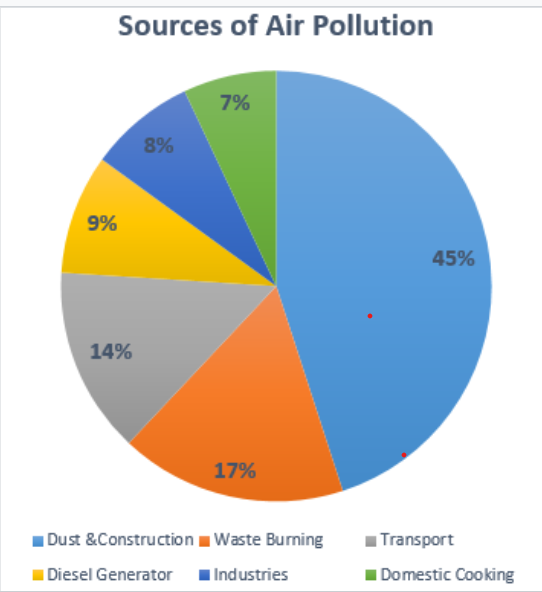 Sources of Air Pollution
7%
8%
9%
45%
14%
17%
Dust &Construction Waste Burning Transport
Diesel Generator Industries Domestic Cooking